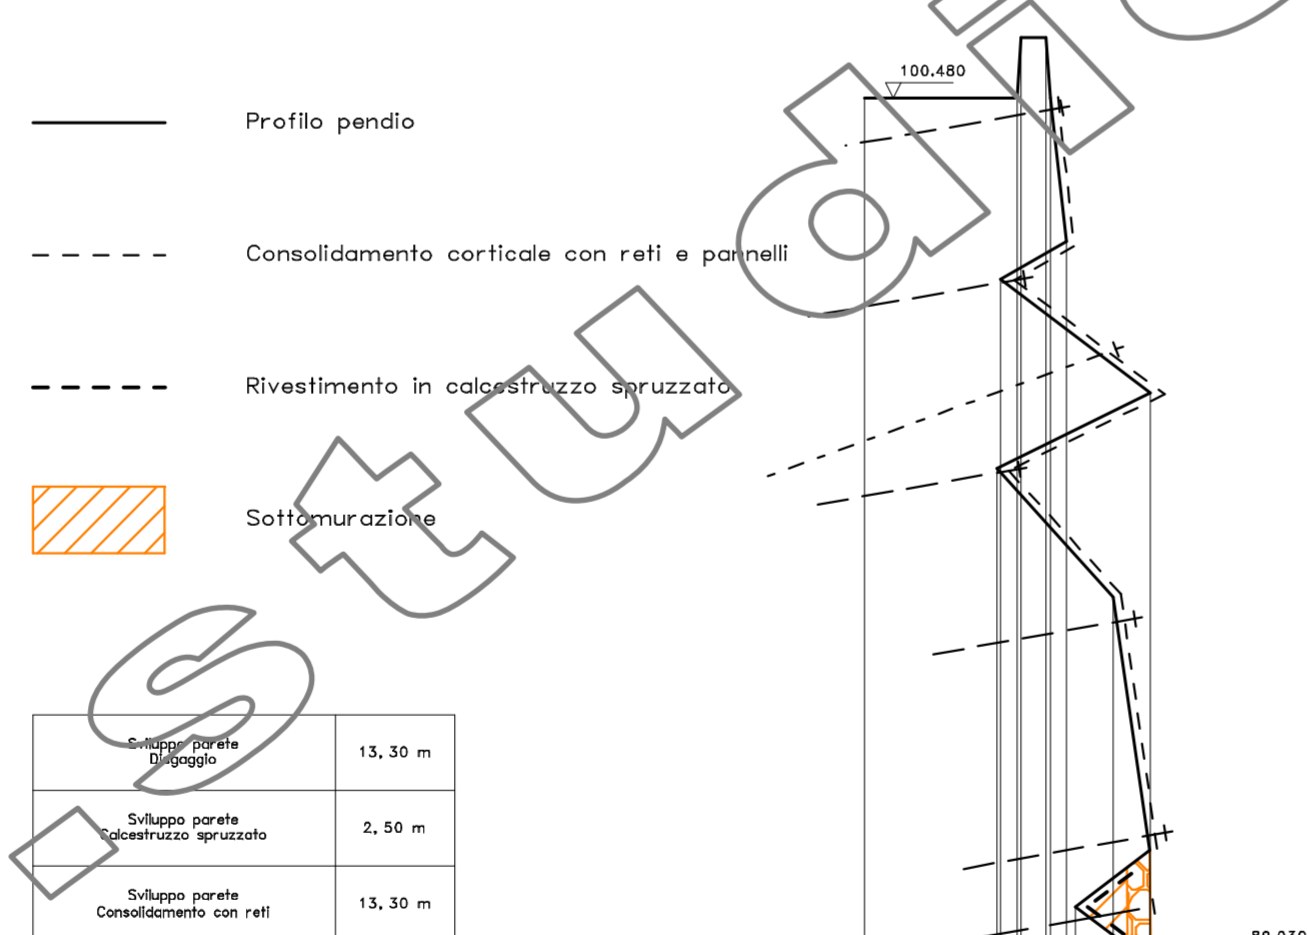 100.480
Profilo pendio
Consolidamento corticale con reti e pannelli
Rivestimento in calcestruzzo spruzzato
Sottomurazione
Sviluppo parete
Disgaggio
13,30 m
Sviluppo parete
Calcestruzzo spruzzato
2,50 m
Sviluppo parete
Consolidamento con reti
13,30 m
.studio